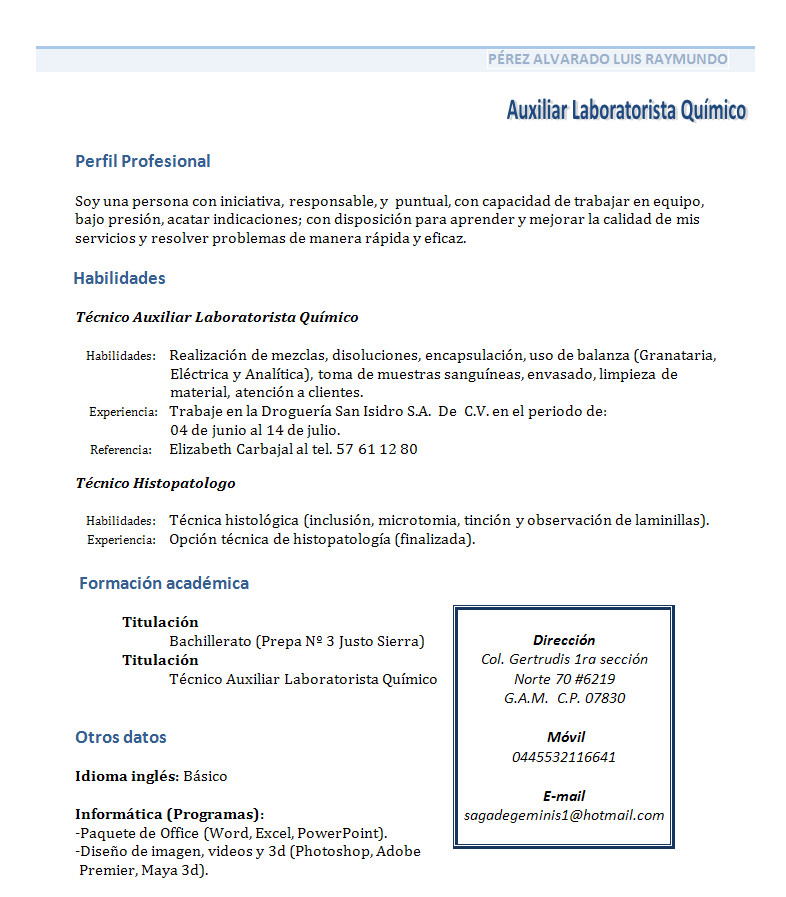 PÉREZ ALVARADO LUIS RAYMUNDO
Auxiliar Laboratorista Químico
Perfil Profesional
Soy una persona con iniciativa, responsable, y puntual, con capacidad de trabajar en equipo,
bajo presión, acatar indicaciones; con disposición para aprender y mejorar la calidad de mis
servicios y resolver problemas de manera rápida y eficaz.
Habilidades
Técnico Auxiliar Laboratorista Químico
Habilidades: Realización de mezclas, disoluciones, encapsulación, uso de balanza (Granataria,
Eléctrica y Analítica), toma de muestras sanguíneas, envasado, limpieza de
material, atención a clientes.
Experiencia: Trabaje en la Droguería San Isidro S.A. De C.V. en el periodo de:
04 de junio al 14 de julio.
Referencia: Elizabeth Carbajal al tel. 57 61 12 80
Técnico Histopatologo
Habilidades: Técnica histológica (inclusión, microtomia, tinción y observación de laminillas).
Experiencia: Opción técnica de histopatología (finalizada).
Formación académica
Titulación
Bachillerato (Prepa Nº 3 Justo Sierra)
Titulación
Técnico Auxiliar Laboratorista Químico
Otros datos
Idioma inglés: Básico
Informática (Programas):
-Paquete de Office (Word, Excel, PowerPoint).
-Diseño de imagen, videos y 3d (Photoshop, Adobe
Premier, Maya 3d).
Dirección
Col. Gertrudis 1ra sección
Norte 70 #6219
G.A.M. C.P. 07830
Móvil
0445532116641
E-mail
sagadegeminis1@hotmail.com